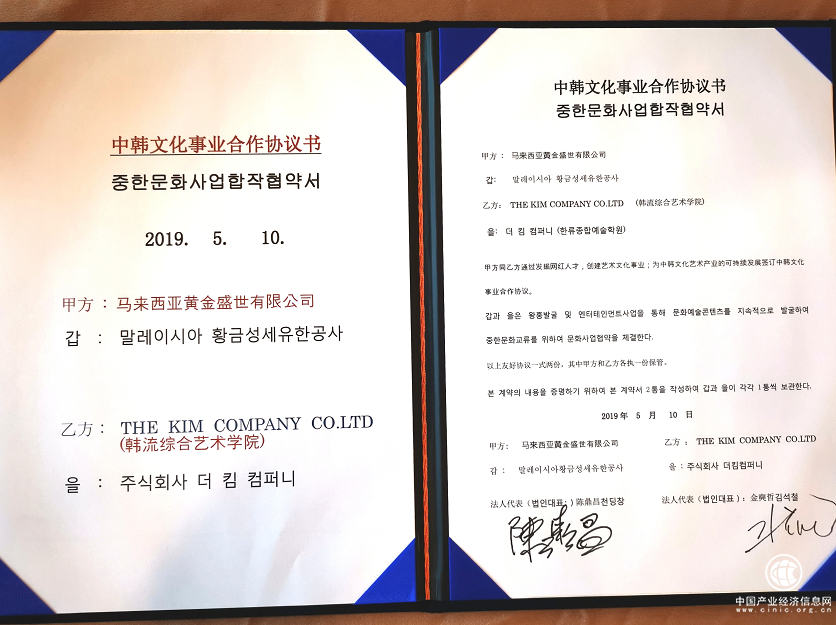 中韩文化事业合作协议书
중한문화사업합작협약서
2019. 5. 10.
甲方：马来西亚黄金盛世有限公司
갑 : 말레이시아 황금성세유한공사
乙方： THE KIM COMPANY CO.LTD
(韩流综合艺术学院)
을 : 주식회사 더 킴 컴퍼니
中韩文化事业合作协议书
중한문화사업합작협약서
甲方： 马来西亚黄金盛世有限公司
갑: 말레이시아 황금성세유한공사
乙方: THE KIM COMPANY CO.LTD (韩流综合艺术学院)
을: 더 킴 컴퍼니 (한류종합예술학원)
甲方同乙方通过发掘网红人才，创建艺术文化事业；为中韩文化艺术产业的可持续发展签订中韩文化
事业合作协议。
갑과 을은 왕홍발굴 및 엔터테인먼트사업을 통해 문화예술콘텐츠를 지속적으로 발굴하여
중한문화교류를 위하여 문화사업협약을 체결한다.
以上友好协议一式两份，其中甲方和乙方各执一份保管。
본 계약의 내용을 증명하기 위하여 본 계약서 2통을 작성하여 갑과 을이 각각 1통씩 보관한다.
2019 年 5 月 10 日
甲方: 马来西亚黄金盛世有限公司 乙方 : THE KIM COMPANY CO.LTD
갑 : 말레이시아황금성세유한공사 을 : 주식회사 더킴컴퍼니
法人代表 (법인대표 :) 陈鼎昌천딩창 法人代表 (법인대표) : 金奭哲김석철
中国产业经济信息网
www.cinic.org.cn